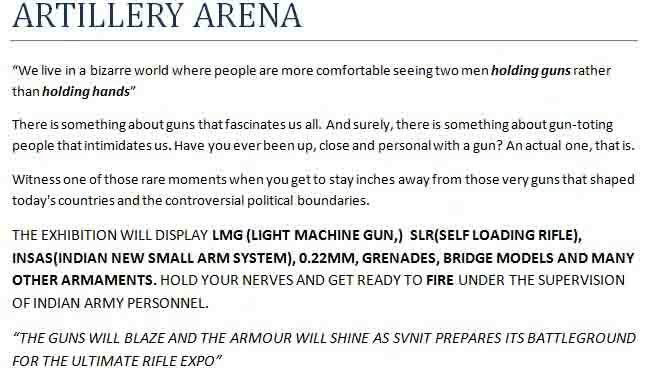 ARTILLERY ARENA
“We live in a bizarre world where people are more comfortable seeing two men holding guns rather
than holding hands”
There is something about guns that fascinates us all. And surely, there is something about gun-toting
people that intimidates us. Have you ever been up, close and personal with a gun? An actual one, that is.
Witness one of those rare moments when you get to stay inches away from those very guns that shaped
today's countries and the controversial political boundaries.
THE EXHIBITION WILL DISPLAY LMG (LIGHT MACHINE GUN,) SLR(SELF LOADING RIFLE),
INSAS(INDIAN NEW SMALL ARM SYSTEM), 0.22MM, GRENADES, BRIDGE MODELS AND MANY
OTHER ARMAMENTS. HOLD YOUR NERVES AND GET READY TO FIRE UNDER THE SUPERVISION
OF INDIAN ARMY PERSONNEL.
“THE GUNS WILL BLAZE AND THE ARMOUR WILL SHINE AS SVNIT PREPARES ITS BATTLEGROUND
FOR THE ULTIMATE RIFLE EXPO”